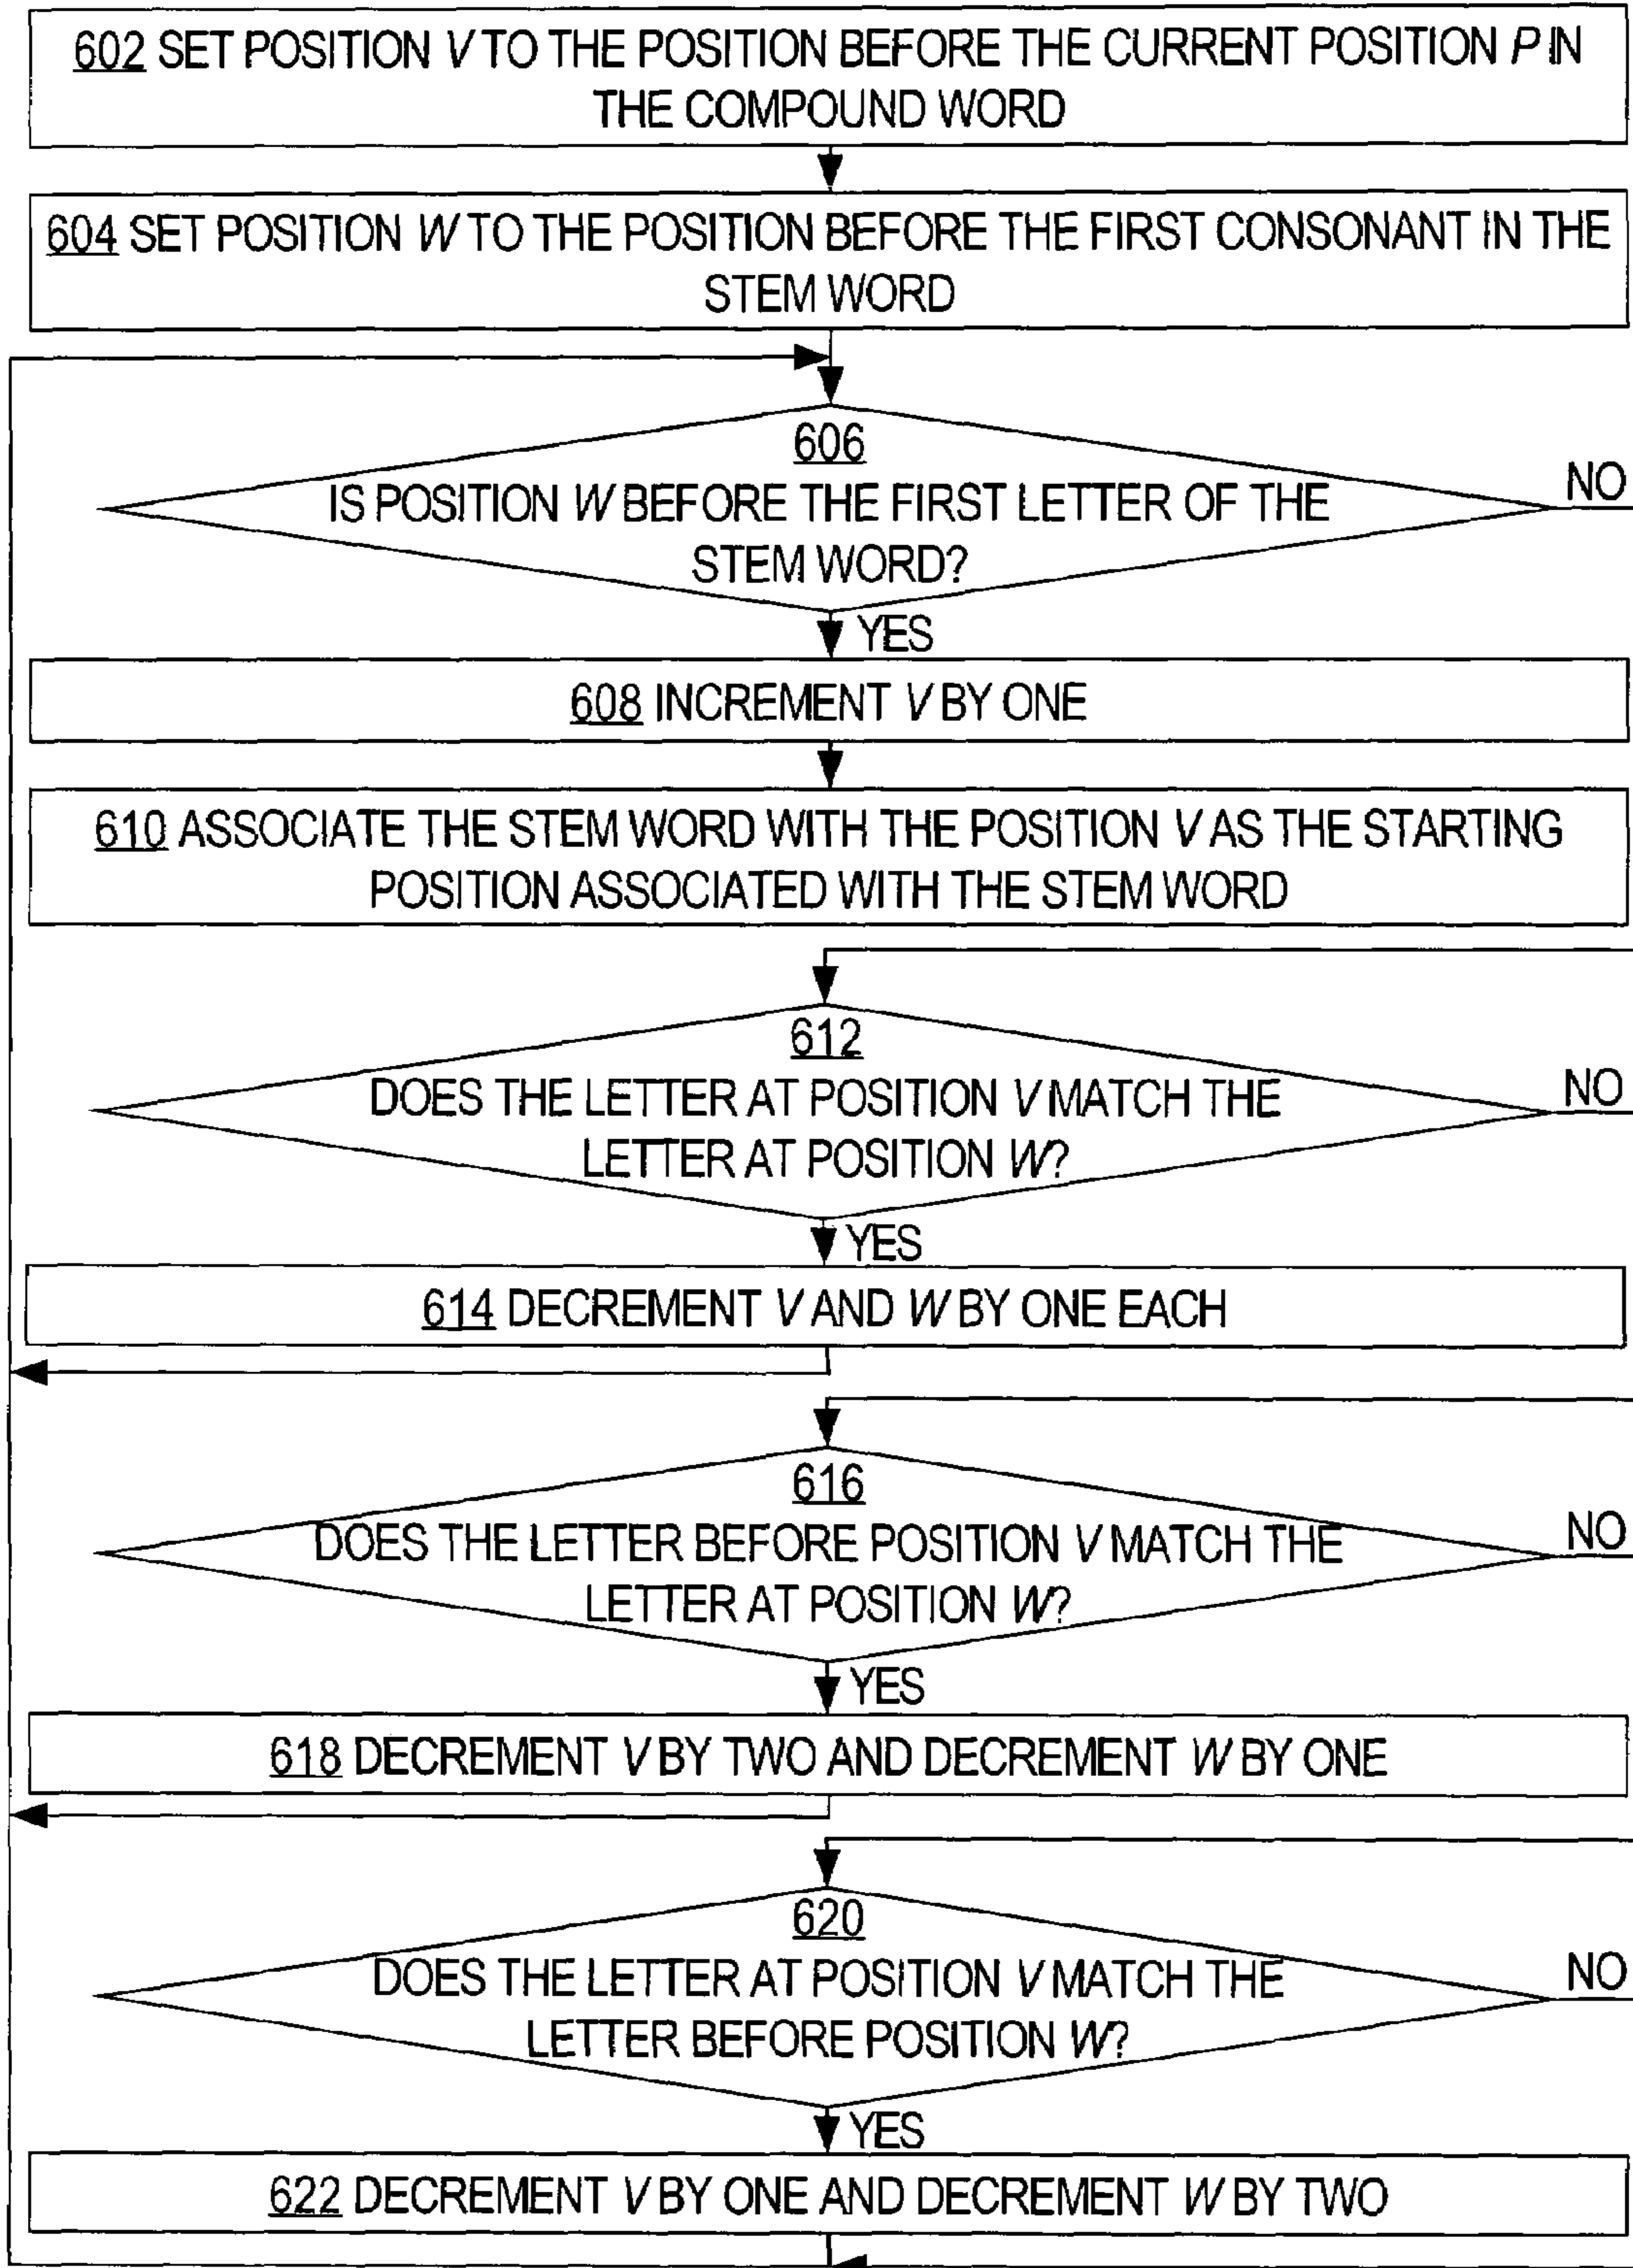 602 SET POSITION V TO THE POSITION BEFORE THE CURRENT POSITION P IN
THE COMPOUND WORD
604 SET POSITION W TO THE POSITION BEFORE THE FIRST CONSONANT IN THE
STEM WORD
606
NO
IS POSITION W BEFORE THE FIRST LETTER OF THE
STEM WORD?
YES
608 INCREMENT V BY ONE
610 ASSOCIATE THE STEM WORD WITH THE POSITION V AS THE STARTING
POSITION ASSOCIATED WITH THE STEM WORD
612
NO
DOES THE LETTER AT POSITION V MATCH THE
LETTER AT POSITION W?
YES
614 DECREMENT V AND W BY ONE EACH
616
NO
DOES THE LETTER BEFORE POSITION V MATCH THE
LETTER AT POSITION W?
YES
618 DECREMENT V BY TWO AND DECREMENT W BY ONE
620
NO
DOES THE LETTER AT POSITION V MATCH THE
LETTER BEFORE POSITION W?
YES
622 DECREMENT V BY ONE AND DECREMENT W BY TWO